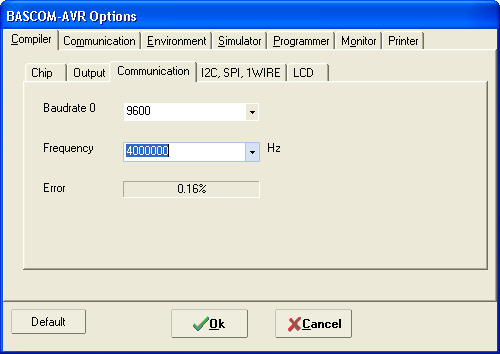 BASCOM-AVR Options
Compiler Communication Environment Simulator Programmer Monitor Printer
Chip Output Communication I2C, SPI, 1WIRE LCD
Baudrate 0 9600
Frequency 4000000 Hz
Error 0.16%
Default Ok Cancel